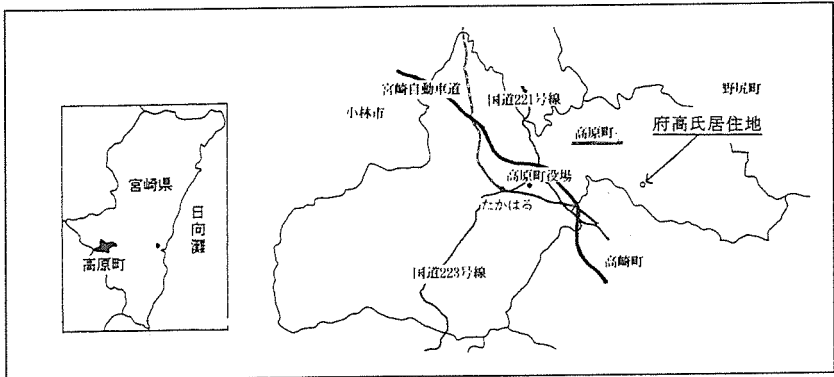 宮崎県
日向灘
高原町
宮崎自動車道
国道221号線
野尻町
小林市
高原町
府高氏居住地
高原町役場
たかはる
国道223号線
高崎町